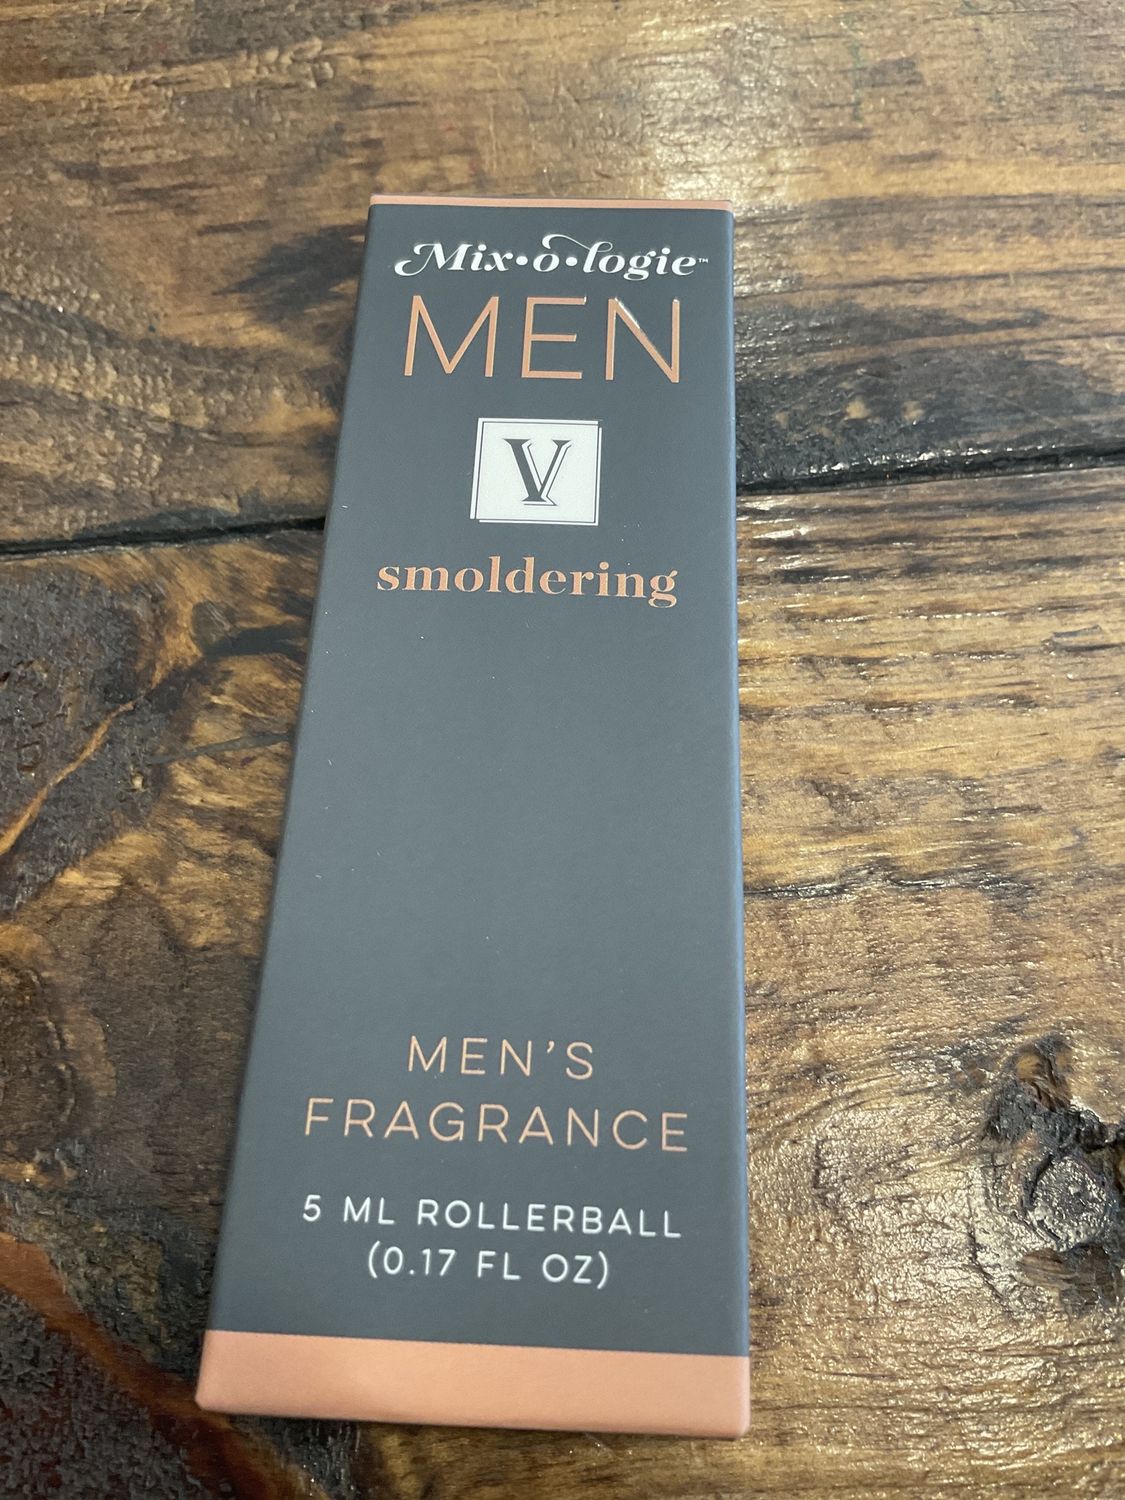 Mix•o•logie™
MEN
V
smoldering
MEN'S
FRAGRANCE
5 ML ROLLERBALL
(0.17 FL OZ)